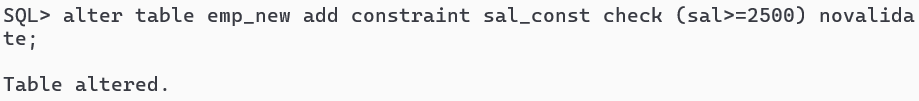 SQL> alter table emp_new add constraint sal_const check (sal>=2500) novalida
te;
Table altered.